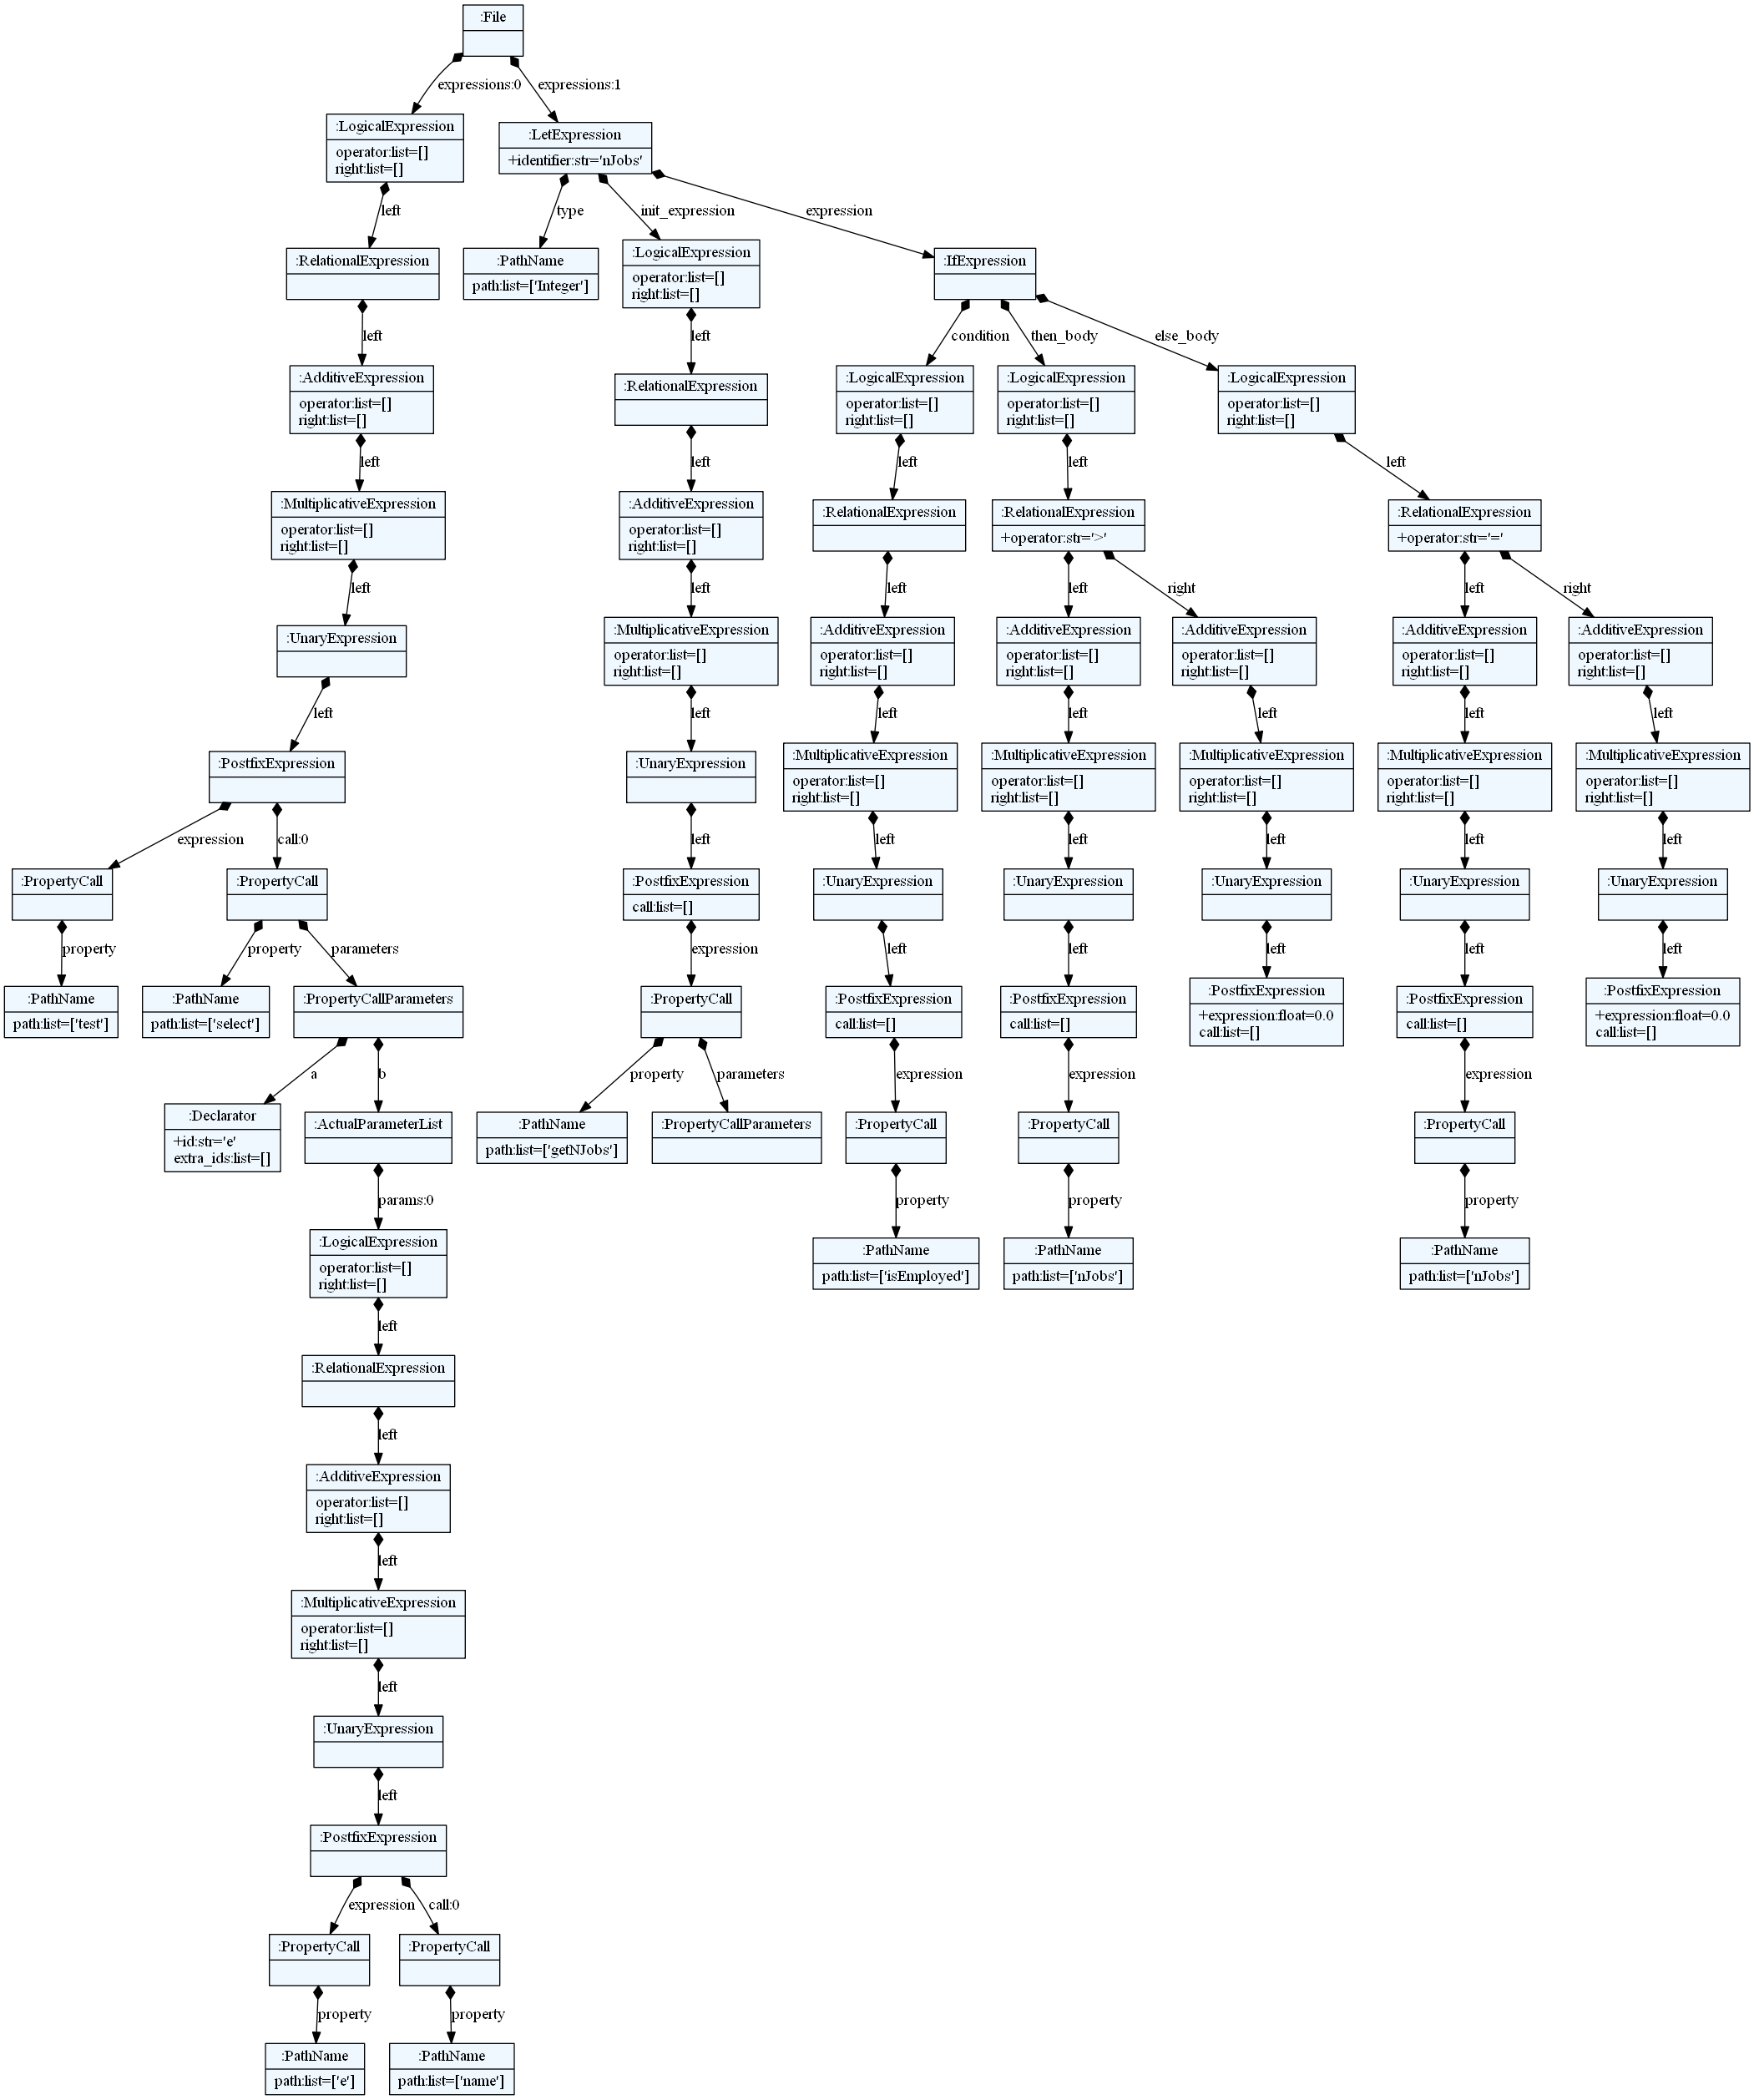 :File
expressions:0
expressions:1
:LogicalExpression
operator:list=[]
right:list=[]
:LetExpression
+identifier:str='nJobs'
left
type
init_expression
expression
:RelationalExpression
:PathName
path:list=['Integer']
:LogicalExpression
operator:list=[]
right:list=[]
:IfExpression
left
left
condition
then_body
else_body
:AdditiveExpression
operator:list=[]
right:list=[]
:RelationalExpression
:LogicalExpression
operator:list=[]
right:list=[]
:LogicalExpression
operator:list=[]
right:list=[]
:LogicalExpression
operator:list=[]
right:list=[]
left
left
left
left
left
:MultiplicativeExpression
operator:list=[]
right:list=[]
:AdditiveExpression
operator:list=[]
right:list=[]
:RelationalExpression
:RelationalExpression
+operator:str='>'
:RelationalExpression
+operator:str='='
left
left
left
left
right
left
right
:UnaryExpression
:MultiplicativeExpression
operator:list=[]
right:list=[]
:AdditiveExpression
operator:list=[]
right:list=[]
:AdditiveExpression
operator:list=[]
right:list=[]
:AdditiveExpression
operator:list=[]
right:list=[]
:AdditiveExpression
operator:list=[]
right:list=[]
:AdditiveExpression
operator:list=[]
right:list=[]
left
left
left
left
left
left
left
:PostfixExpression
:UnaryExpression
:MultiplicativeExpression
operator:list=[]
right:list=[]
:MultiplicativeExpression
operator:list=[]
right:list=[]
:MultiplicativeExpression
operator:list=[]
right:list=[]
:MultiplicativeExpression
operator:list=[]
right:list=[]
:MultiplicativeExpression
operator:list=[]
right:list=[]
expression
call:0
left
left
left
left
left
left
:PropertyCall
:PropertyCall
:PostfixExpression
call:list=[]
:UnaryExpression
:UnaryExpression
:UnaryExpression
:UnaryExpression
:UnaryExpression
property
property
parameters
expression
left
left
left
left
left
:PathName
path:list=['test']
:PathName
path:list=['select']
:PropertyCallParameters
:PropertyCall
:PostfixExpression
call:list=[]
:PostfixExpression
call:list=[]
:PostfixExpression
+expression:float=0.0
call:list=[]
:PostfixExpression
call:list=[]
:PostfixExpression
+expression:float=0.0
call:list=[]
a
b
property
parameters
expression
expression
expression
:Declarator
+id:str='e'
extra_ids:list=[]
:ActualParameterList
:PathName
path:list=['getNJobs']
:PropertyCallParameters
:PropertyCall
:PropertyCall
:PropertyCall
params:0
property
property
property
:LogicalExpression
operator:list=[]
right:list=[]
:PathName
path:list=['isEmployed']
:PathName
path:list=['nJobs']
:PathName
path:list=['nJobs']
left
:RelationalExpression
left
:AdditiveExpression
operator:list=[]
right:list=[]
left
:MultiplicativeExpression
operator:list=[]
right:list=[]
left
:UnaryExpression
left
:PostfixExpression
expression
call:0
:PropertyCall
:PropertyCall
property
property
:PathName
path:list=['e']
:PathName
path:list=['name']